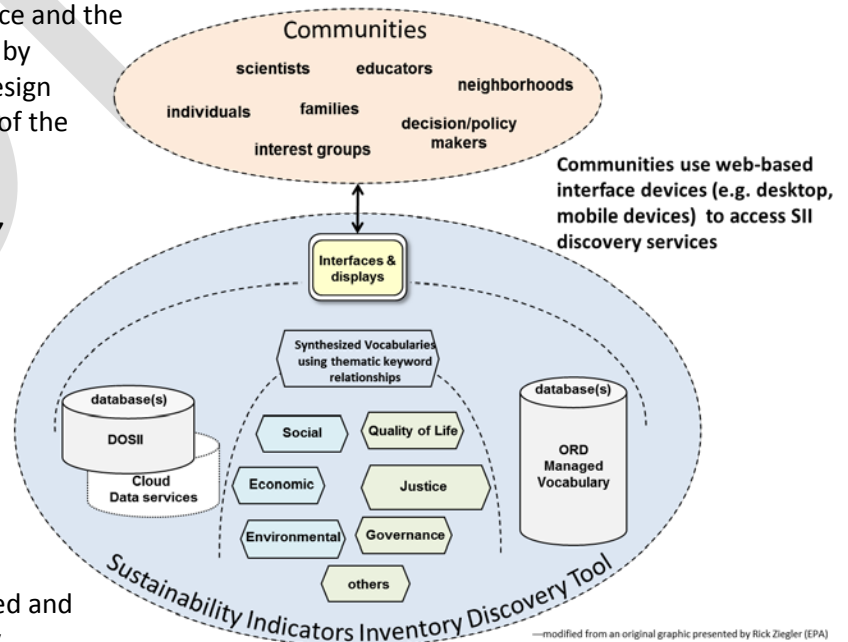 ce and the
by
esign
of the
Communities
scientists educators
neighborhoods
individuals families
decision/policy
makers
interest groups
Communities use web-based
interface devices (e.g. desktop,
mobile devices) to access SII
discovery services
Interfaces &
displays
Synthesized Vocabularies
using thematic keyword
relationships
database(s)
DOSII
Cloud
Data services
Social
Quality of Life
Economic
Justice
Environmental
Governance
others
database(s)
ORD
Managed
Vocabulary
Sustainability Indicators Inventory Discovery Tool
ed and
—modified from an original graphic presented by Rick Ziegler (EPA)